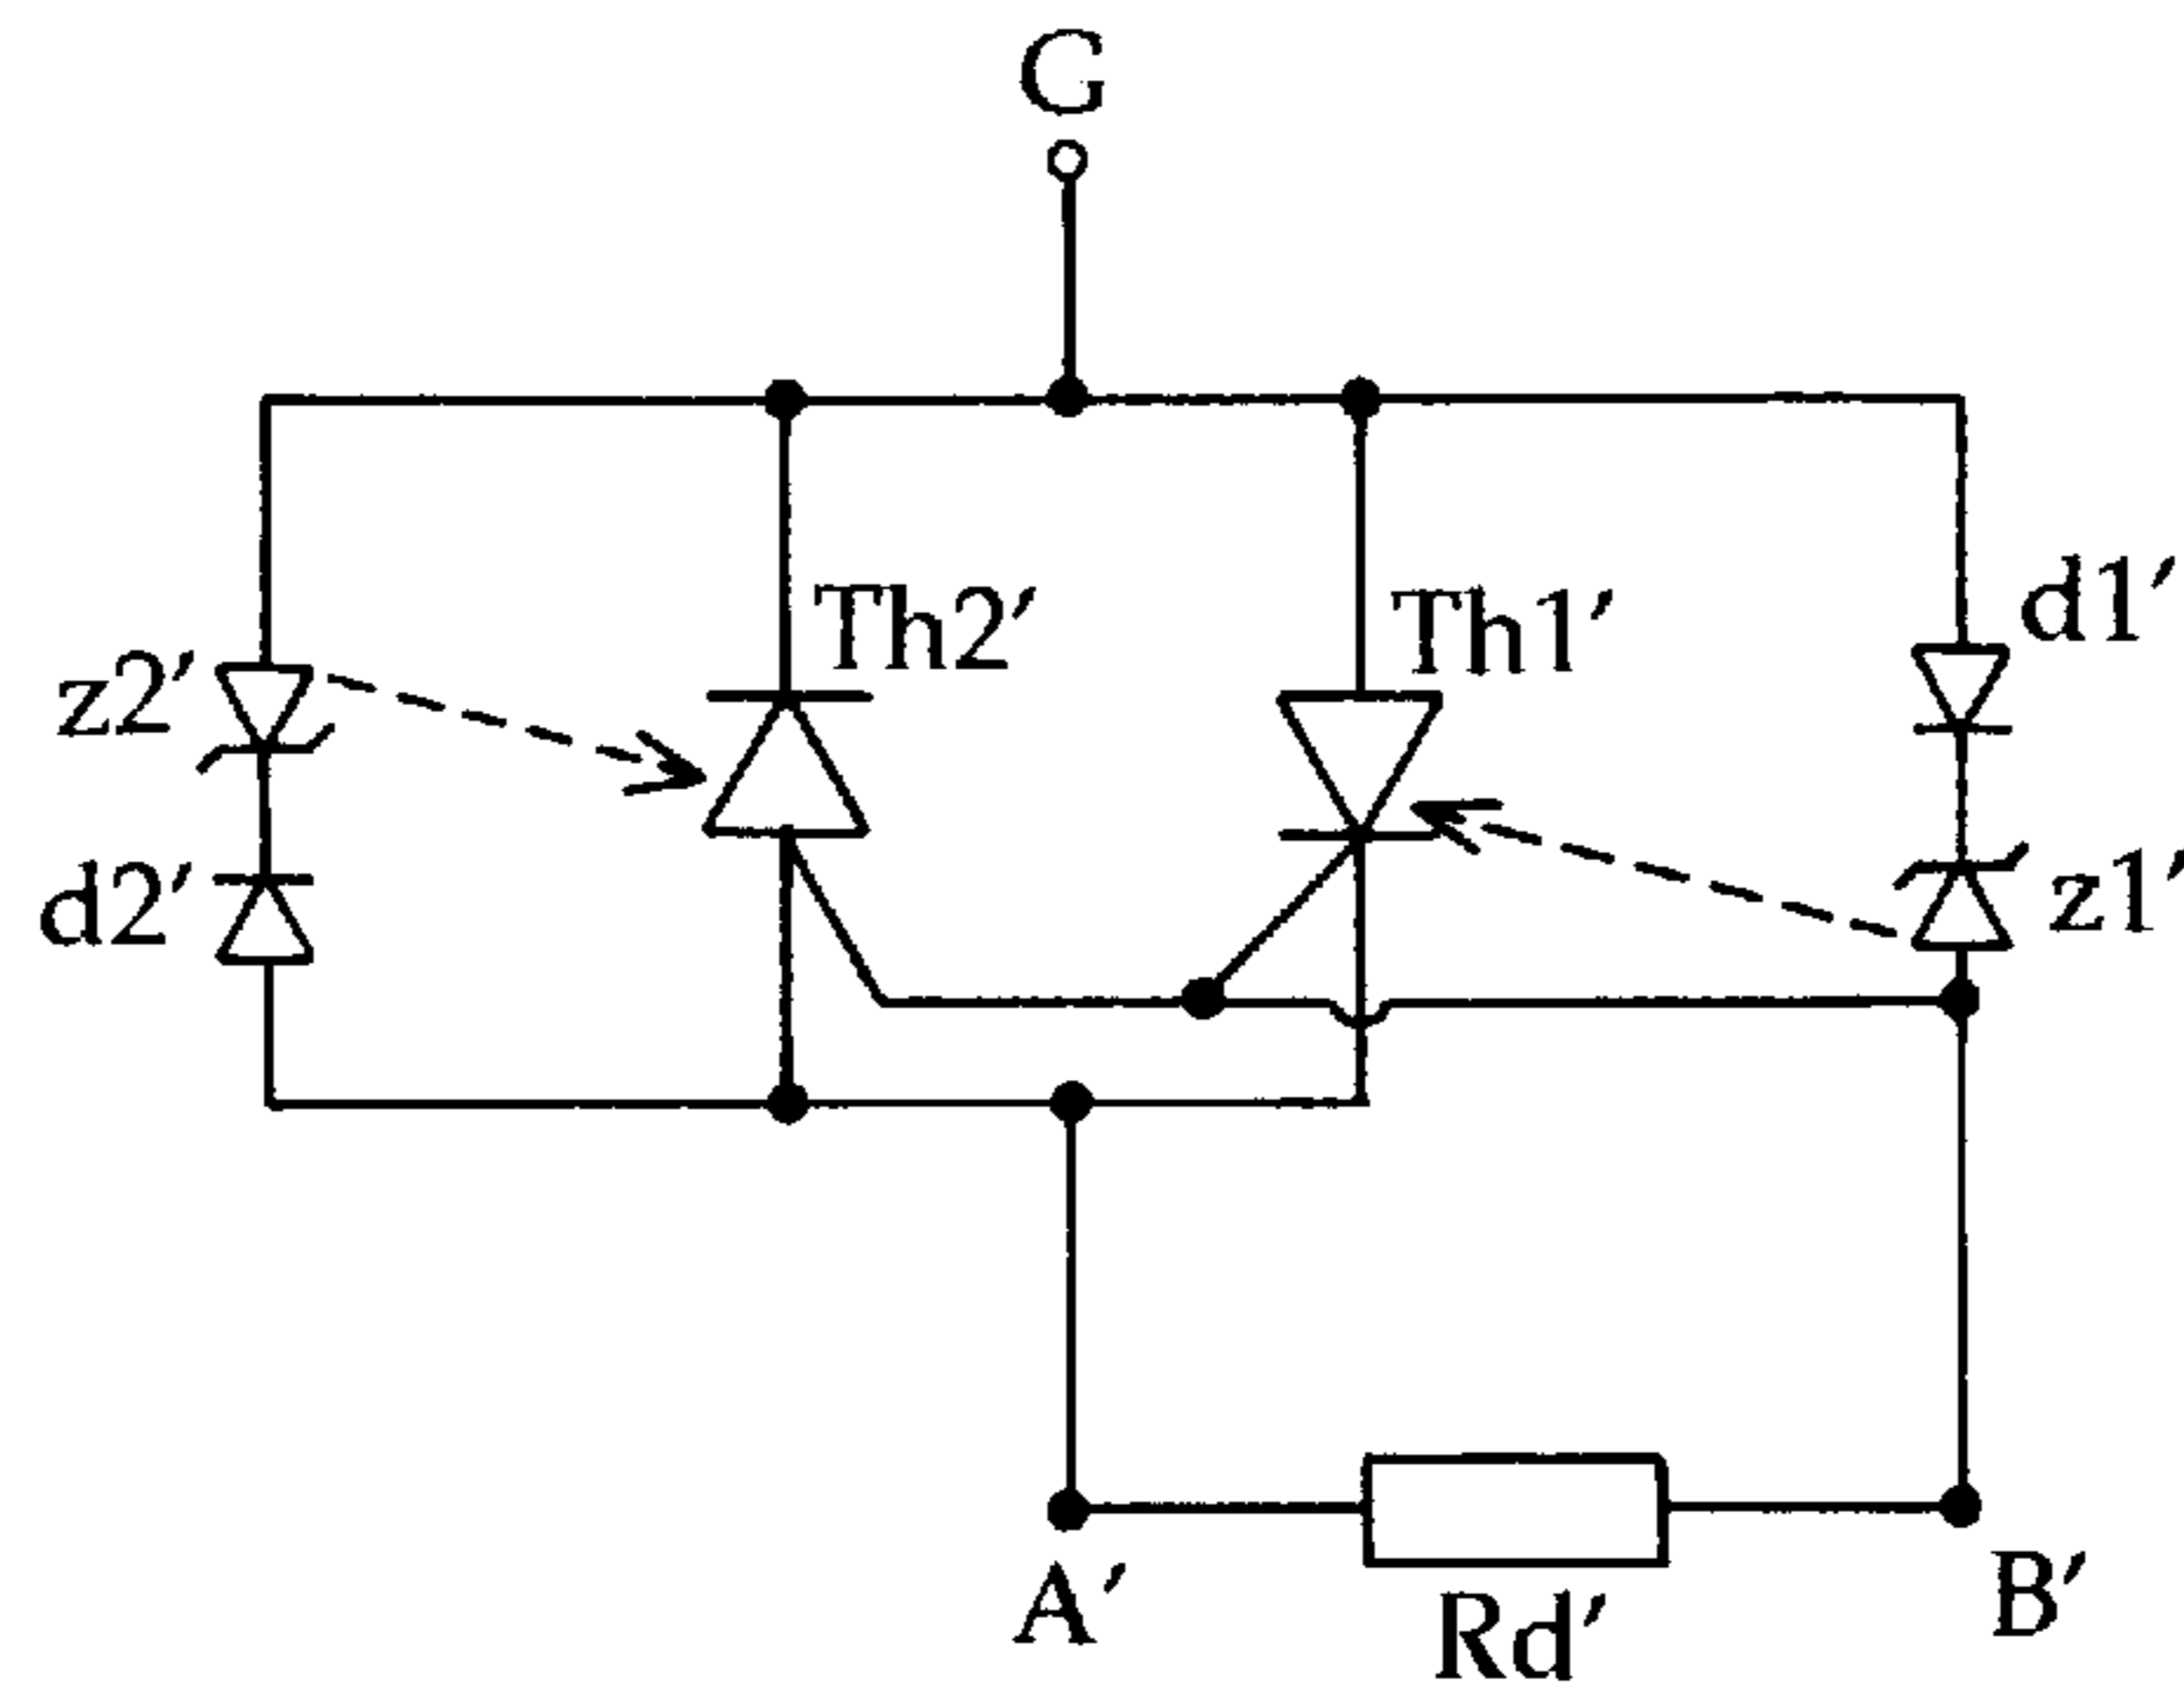 G
Th2′ Th1′ d1′
z2′
d2′ z1′
A′ Rd′ B′